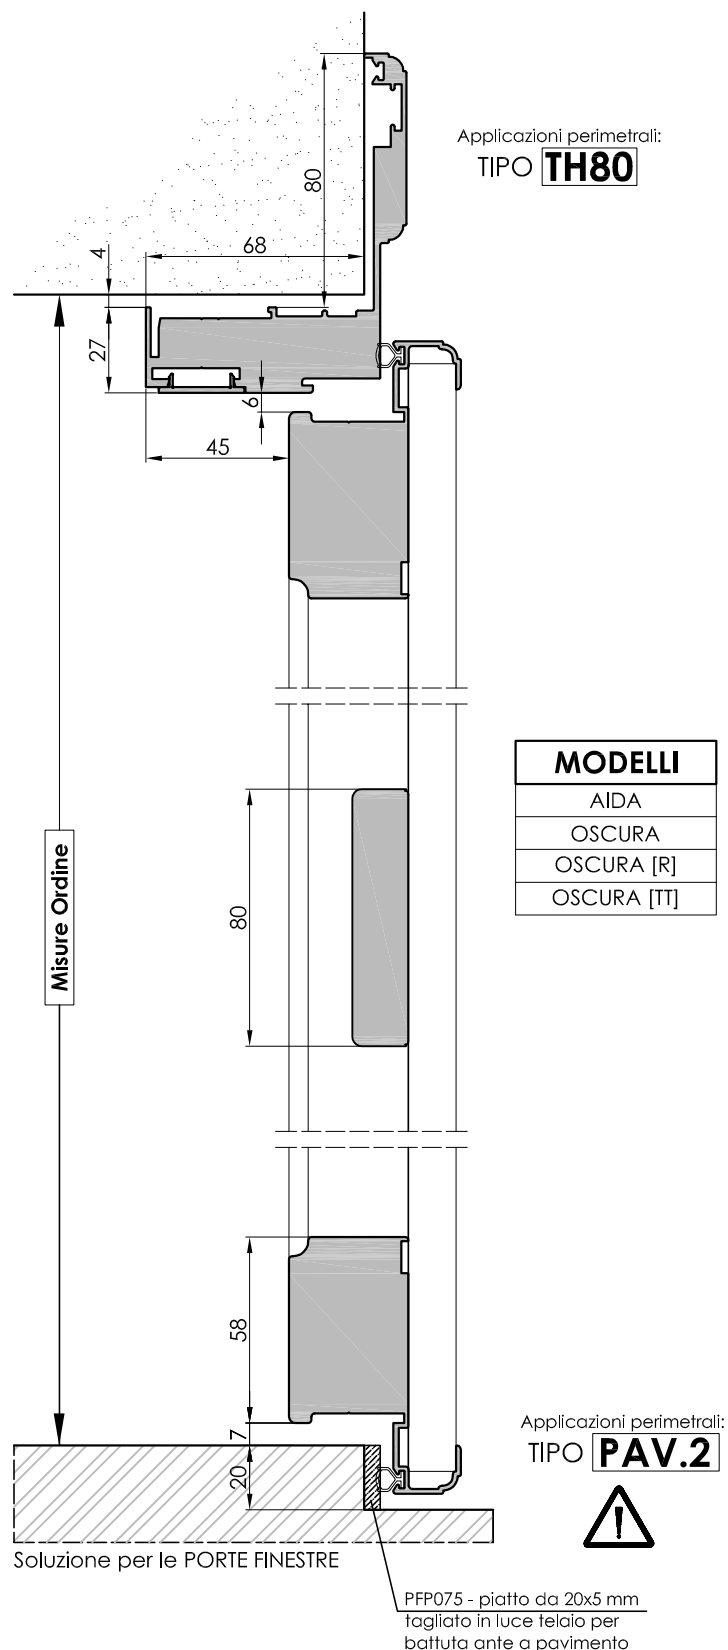 Applicazioni perimetrali:
TIPO TH80
80
68
4
27
6
45
MODELLI
AIDA
OSCURA
OSCURA [R]
OSCURA [TT]
80
Misure Ordine
58
7
20
Applicazioni perimetrali:
TIPO PAV.2
!
Soluzione per le PORTE FINESTRE
PFP075 - piatto da 20x5 mm
tagliato in luce telaio per
battuta ante a pavimento